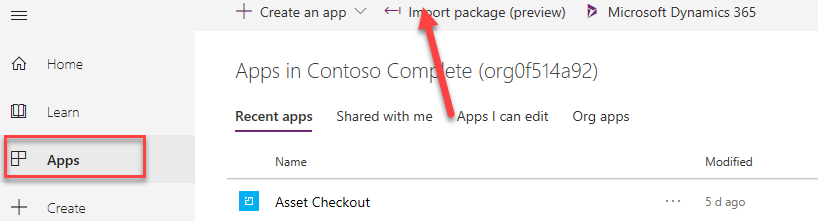 Create an app Import package (preview) Microsoft Dynamics 365
Home
Apps in Contoso Complete (org0f514a92)
Learn
Recent apps Shared with me Apps I can edit Org apps
Apps
Name Modified
Create
Asset Checkout ... 5 d ago